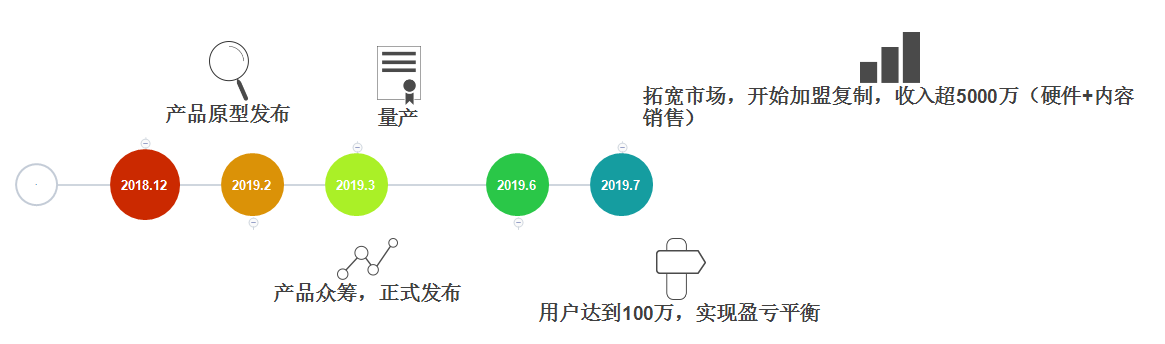 产品原型发布
量产
拓宽市场，开始加盟复制，收入超5000万（硬件+内容
销售）
2018.12
2019.2
2019.3
2019.6
2019.7
产品众筹，正式发布
用户达到100万，实现盈亏平衡